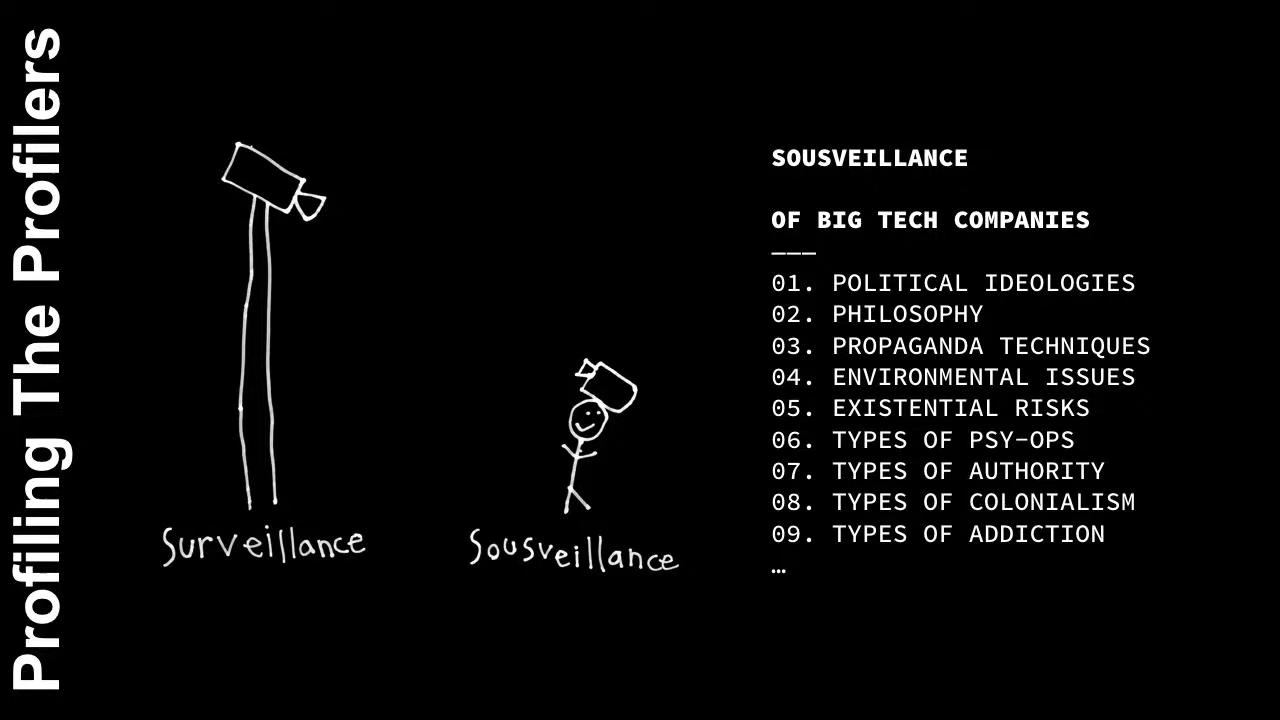 Profiling The Profilers
Surveillance
Sousveillance
SOUSVEILLANCE
OF BIG TECH COMPANIES
———
01. POLITICAL IDEOLOGIES
02. PHILOSOPHY
03. PROPAGANDA TECHNIQUES
04. ENVIRONMENTAL ISSUES
05. EXISTENTIAL RISKS
06. TYPES OF PSY-OPS
07. TYPES OF AUTHORITY
08. TYPES OF COLONIALISM
09. TYPES OF ADDICTION
…